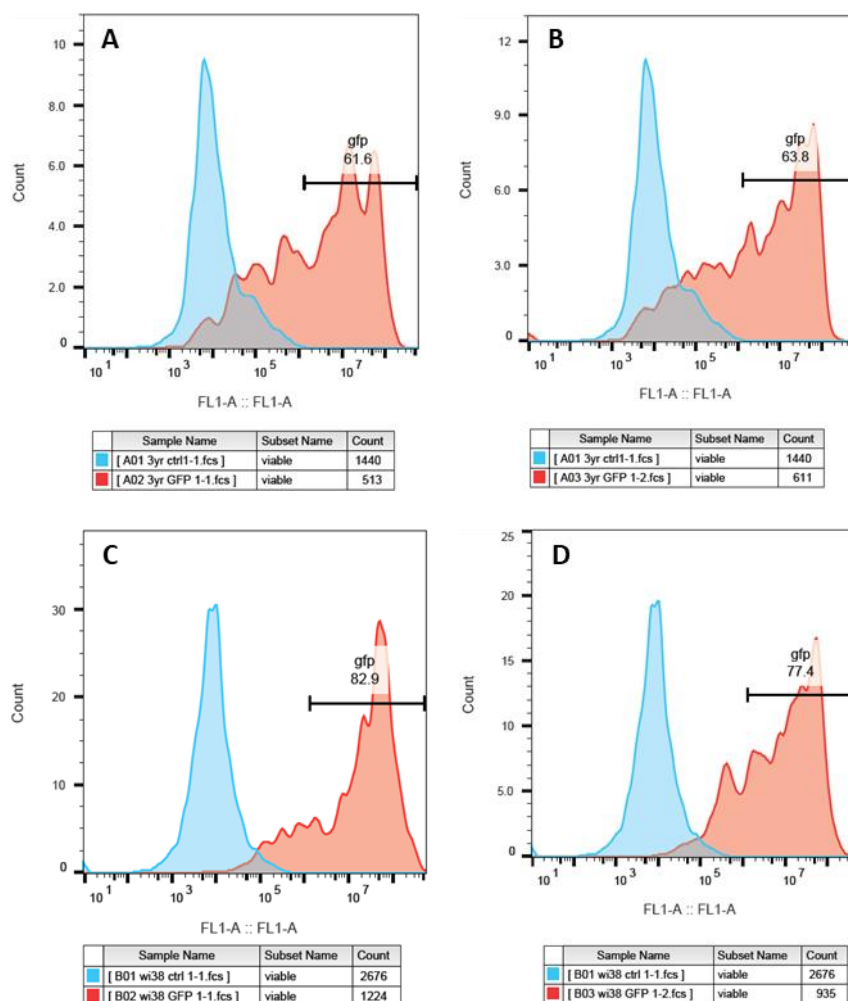 A
10
8.0
6.0
4.0
2.0
0
Count
gfp
61.6
10^1 10^3 10^5 10^7
FL1-A :: FL1-A
Sample Name Subset Name Count
[ A01 3yr ctrl1-1.fcs ] viable 1440
[ A02 3yr GFP 1-1.fcs ] viable 513
B
12
9.0
6.0
3.0
0
Count
gfp
63.8
10^1 10^3 10^5 10^7
FL1-A :: FL1-A
Sample Name Subset Name Count
[ A01 3yr ctrl1-1.fcs ] viable 1440
[ A03 3yr GFP 1-2.fcs ] viable 611
C
30
20
10
0
Count
gfp
82.9
10^1 10^3 10^5 10^7
FL1-A :: FL1-A
Sample Name Subset Name Count
[ B01 wi38 ctrl 1-1.fcs ] viable 2676
[ B02 wi38 GFP 1-1.fcs ] viable 1224
D
25
20
15
10
5.0
0
Count
gfp
77.4
10^1 10^3 10^5 10^7
FL1-A :: FL1-A
Sample Name Subset Name Count
[ B01 wi38 ctrl 1-1.fcs ] viable 2676
[ B03 wi38 GFP 1-2.fcs ] viable 935